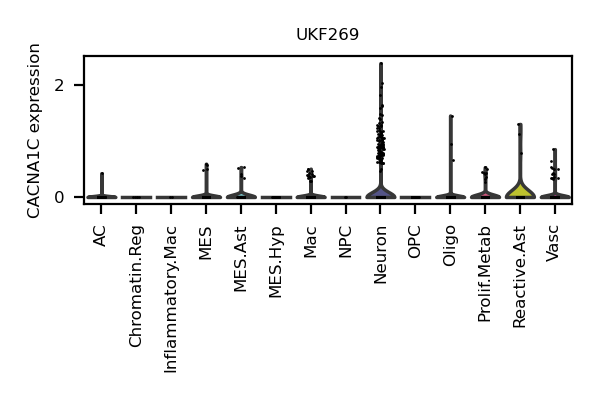 UKF269
CACNA1C expression
2
0
AC
Chromatin.Reg
Inflammatory.Mac
MES
MES.Ast
MES.Hyp
Mac
NPC
Neuron
OPC
Oligo
Prolif.Metab
Reactive.Ast
Vasc